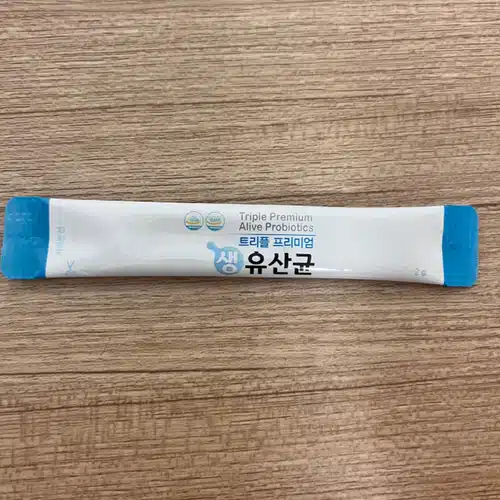 Triple Premium
Alive Probiotics
트리플 프리미엄
생 유산균
2g